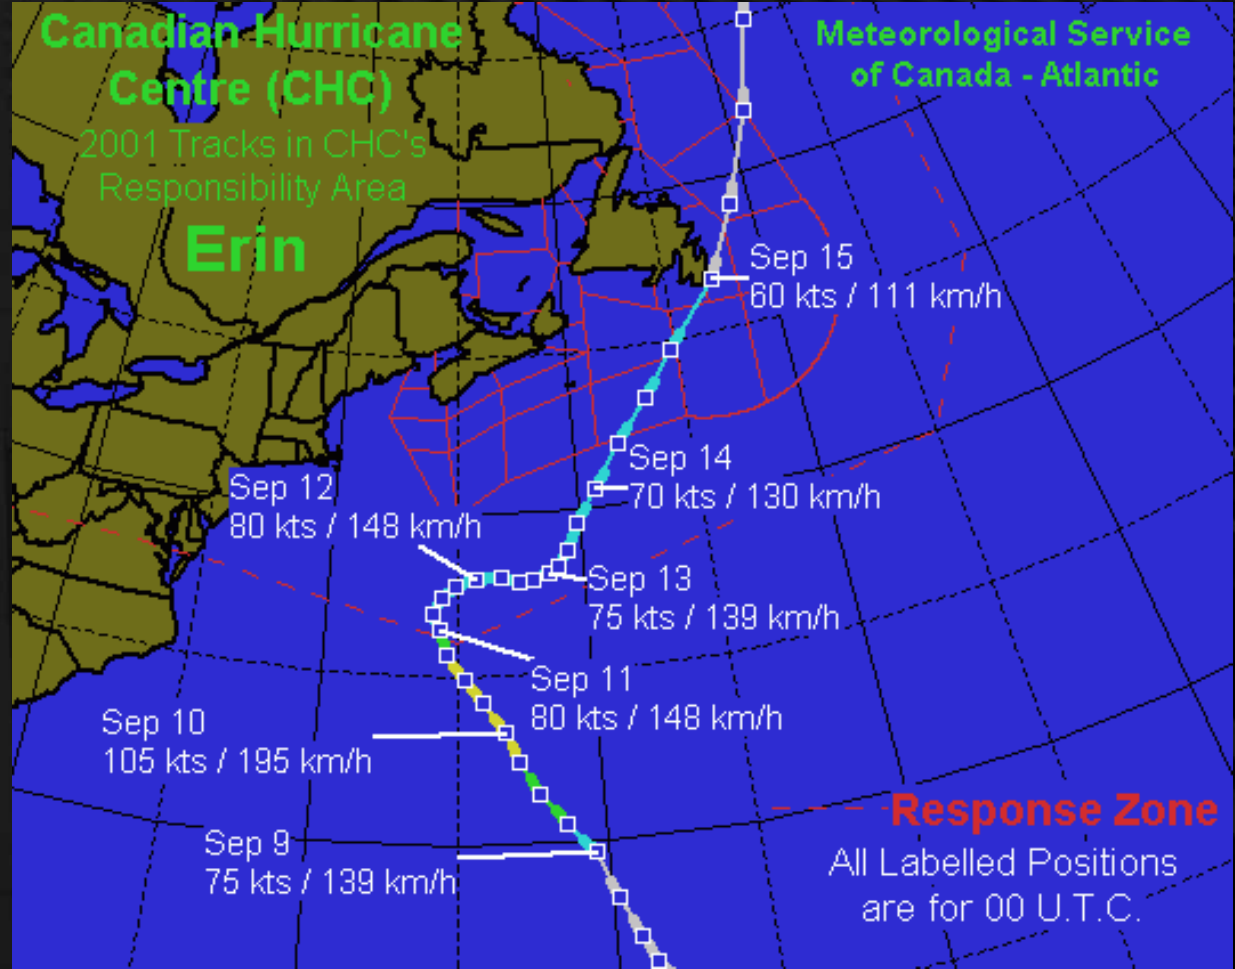 Canadian Hurricane
Centre (CHC)
2001 Tracks in CHC's
Responsibility Area
Erin
Meteorological Service
of Canada - Atlantic
Sep 15
60 kts / 111 km/h
Sep 14
70 kts / 130 km/h
Sep 12
80 kts / 148 km/h
Sep 13
75 kts / 139 km/h
Sep 11
80 kts / 148 km/h
Sep 10
105 kts / 195 km/h
Sep 9
75 kts / 139 km/h
Response Zone
All Labelled Positions
are for 00 U.T.C.